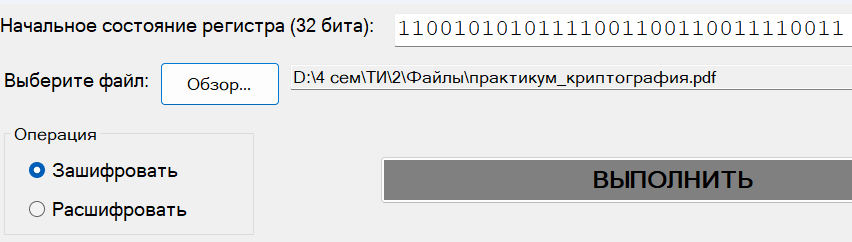 Начальное состояние регистра (32 бита): 11001010101111001100110011110011
Выберите файл: Обзор... D:\4 сем\ТИ\2\Файлы\практикум_криптография.pdf
Операция
Зашифровать
ВЫПОЛНИТЬ
Расшифровать